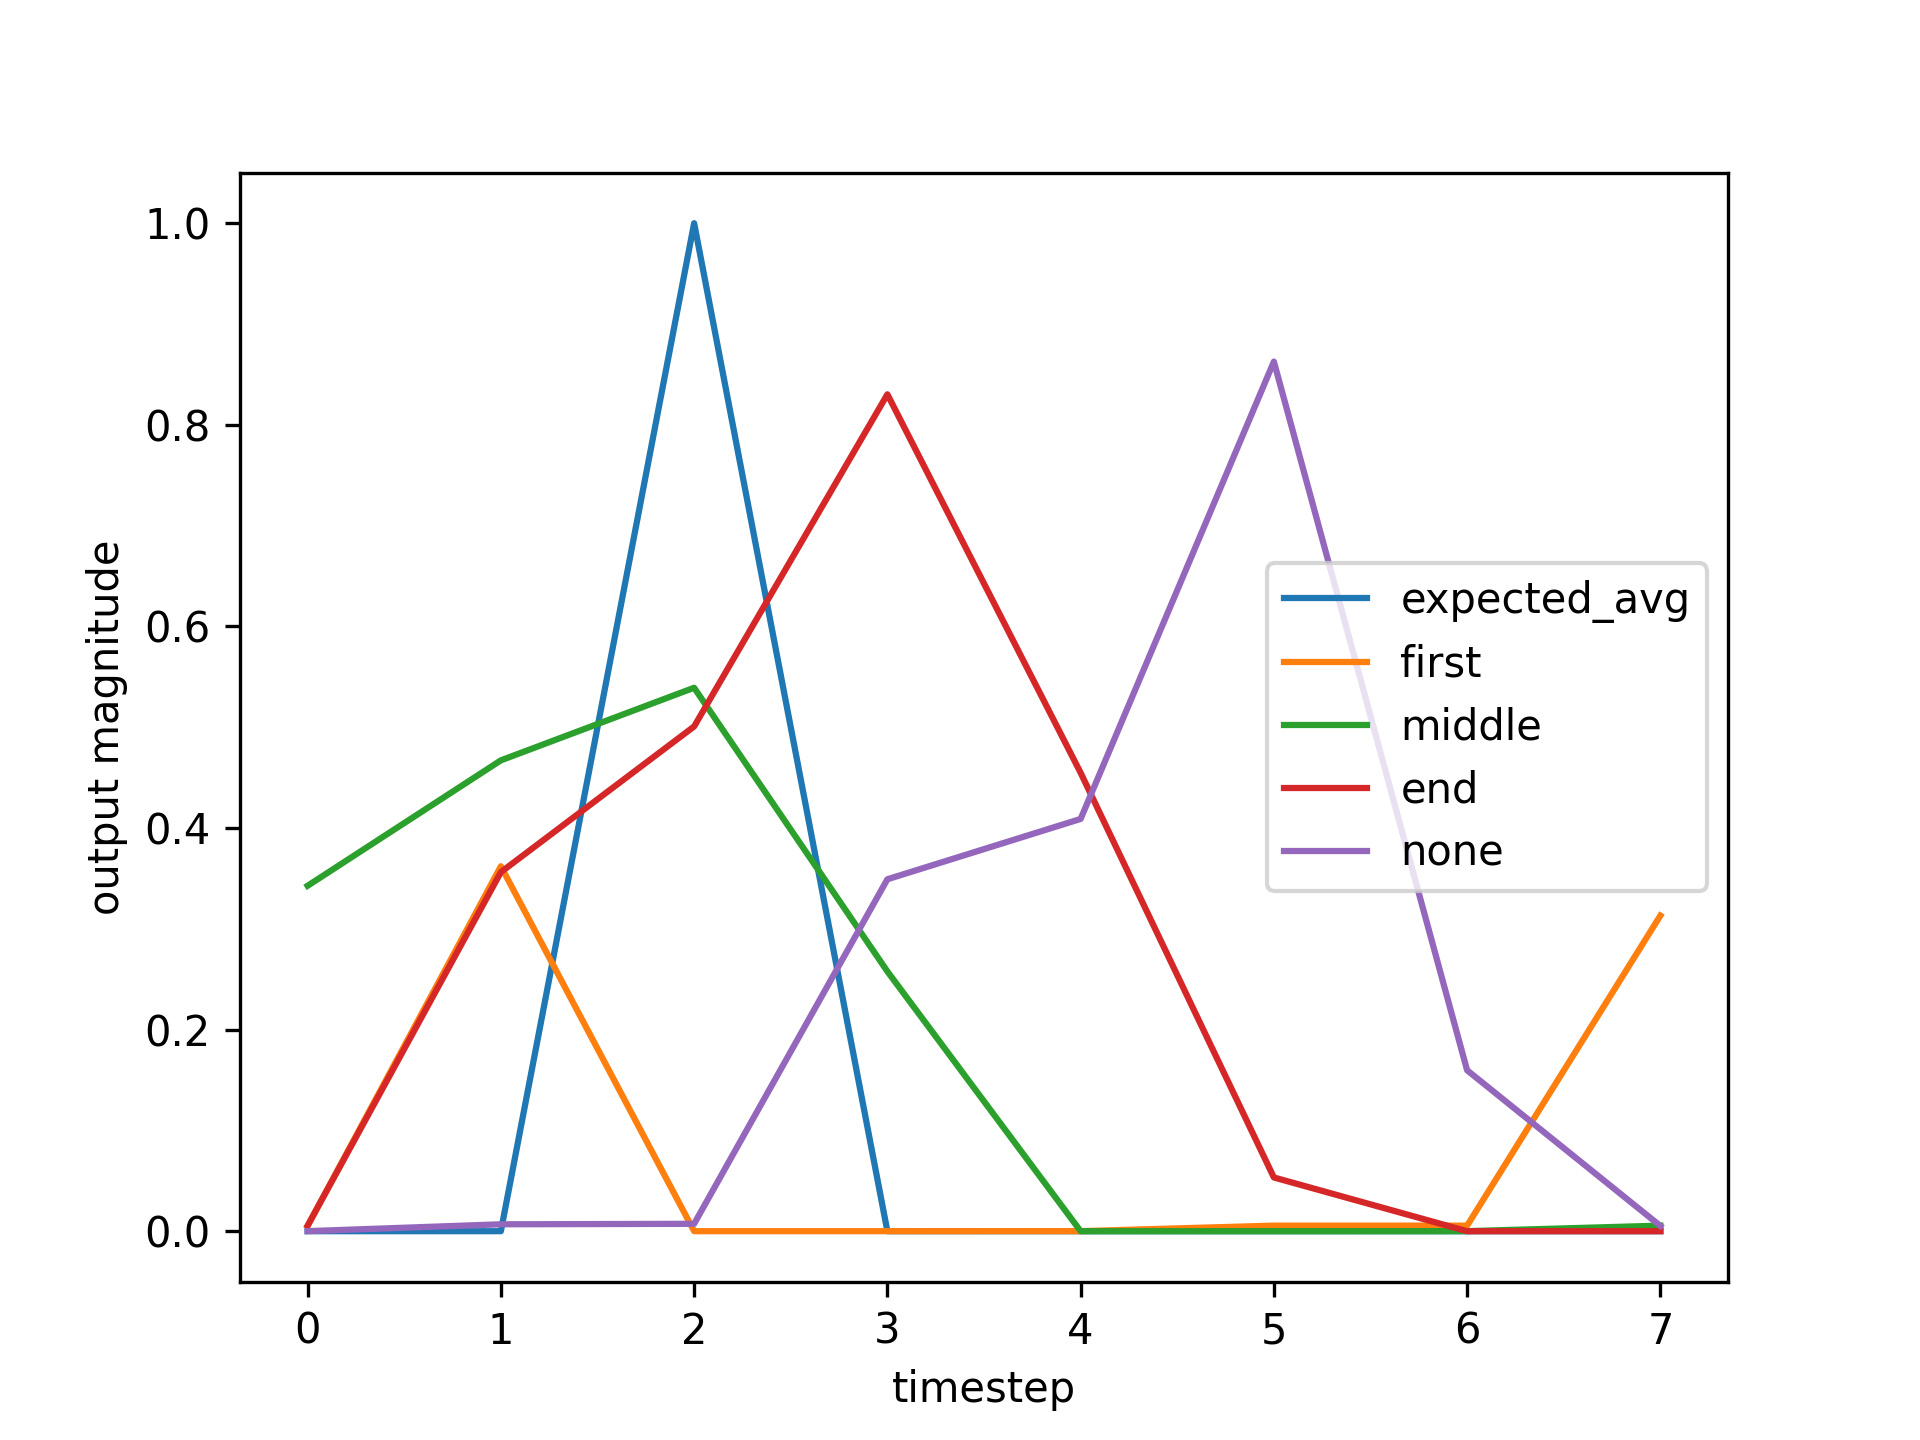 1.0
0.8
0.6
0.4
0.2
0.0
output magnitude
expected_avg
first
middle
end
none
0 1 2 3 4 5 6 7
timestep